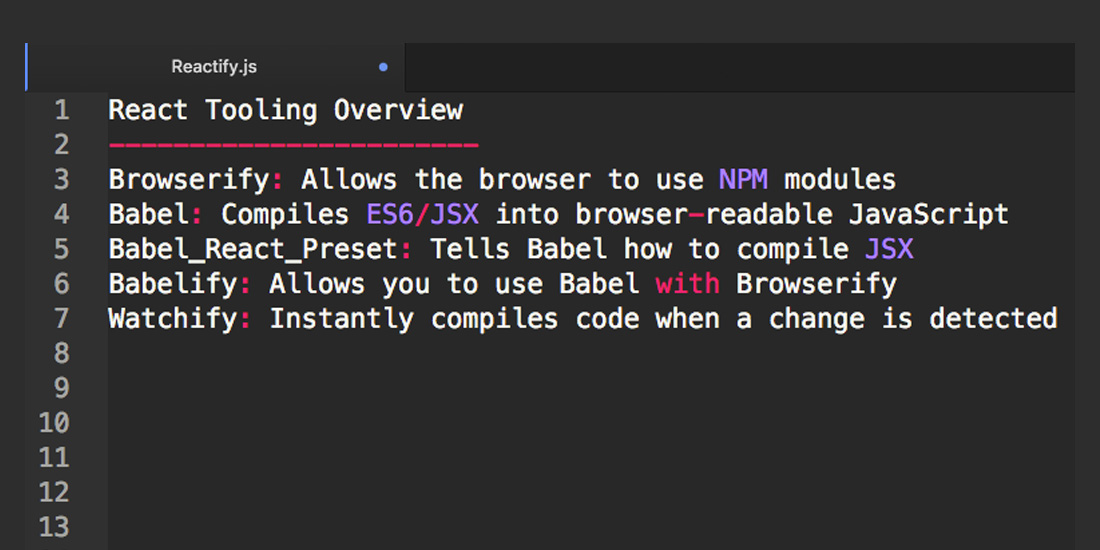 Reactify.js
1 React Tooling Overview
2 -----------------------
3 Browserify: Allows the browser to use NPM modules
4 Babel: Compiles ES6/JSX into browser-readable JavaScript
5 Babel_React_Preset: Tells Babel how to compile JSX
6 Babelify: Allows you to use Babel with Browserify
7 Watchify: Instantly compiles code when a change is detected
8
9
10
11
12
13